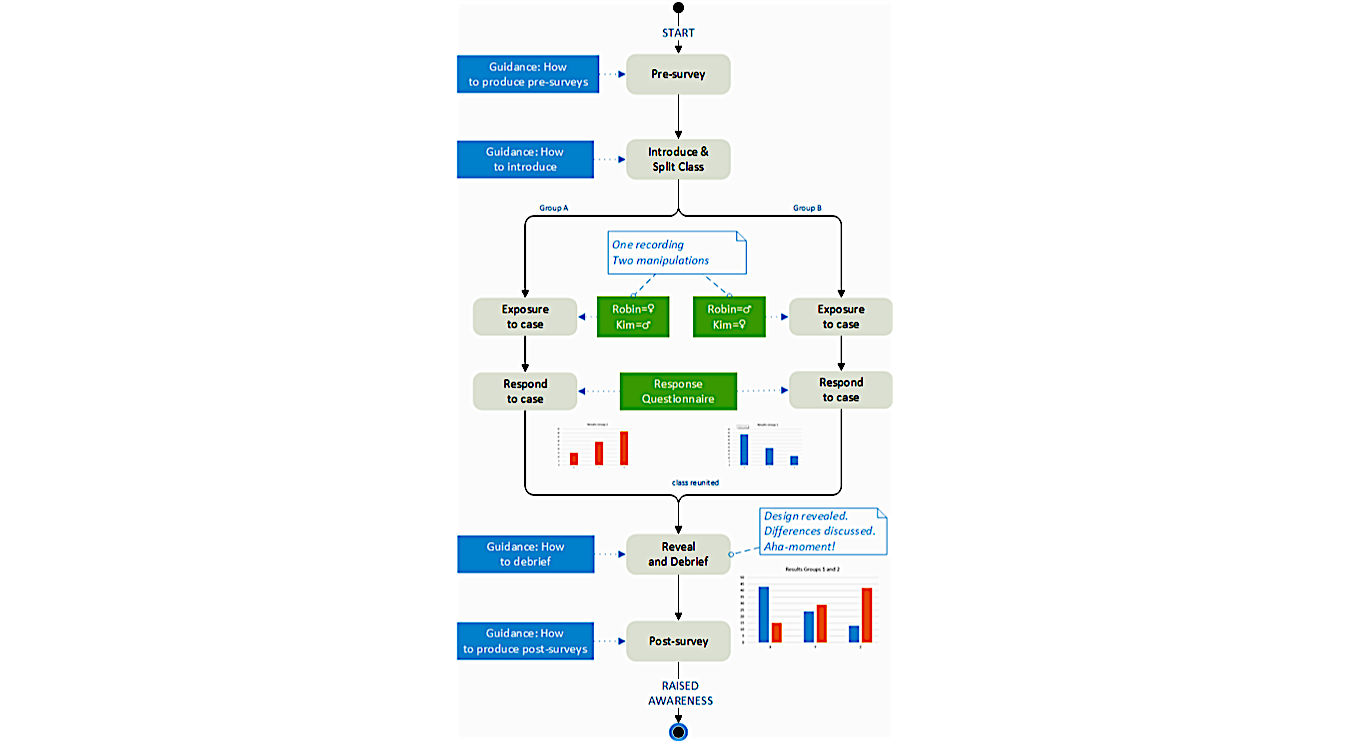 START
Guidance: How
to produce pre-surveys
Pre-survey
Guidance: How
to introduce
Introduce &
Split Class
Group A
Group B
One recording
Two manipulations
Exposure
to case
Robin=♀
Kim=♂
Robin=♂
Kim=♀
Exposure
to case
Respond
to case
Response
Questionnaire
Respond
to case
class reunited
Design revealed.
Differences discussed.
Aha-moment!
Guidance: How
to debrief
Reveal
and Debrief
Results Groups 1 and 2
Guidance: How
to produce post-surveys
Post-survey
RAISED
AWARENESS